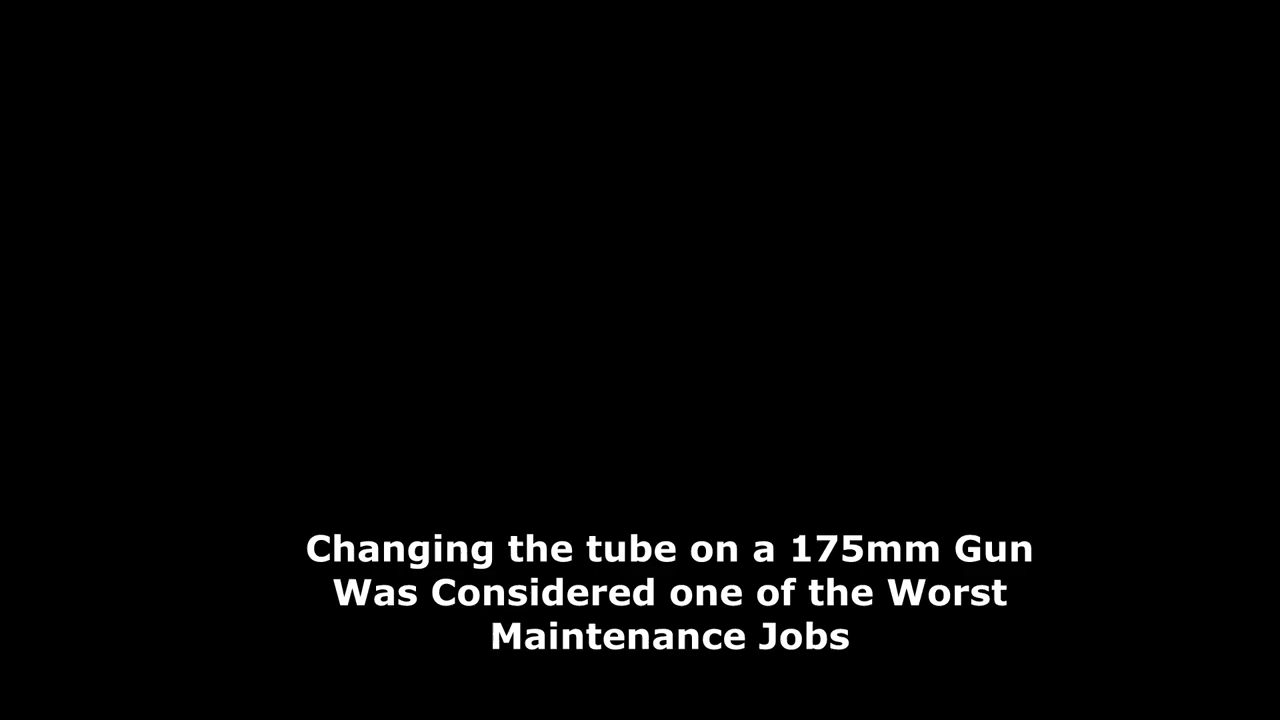 Changing the tube on a 175mm Gun
Was Considered one of the Worst
Maintenance Jobs